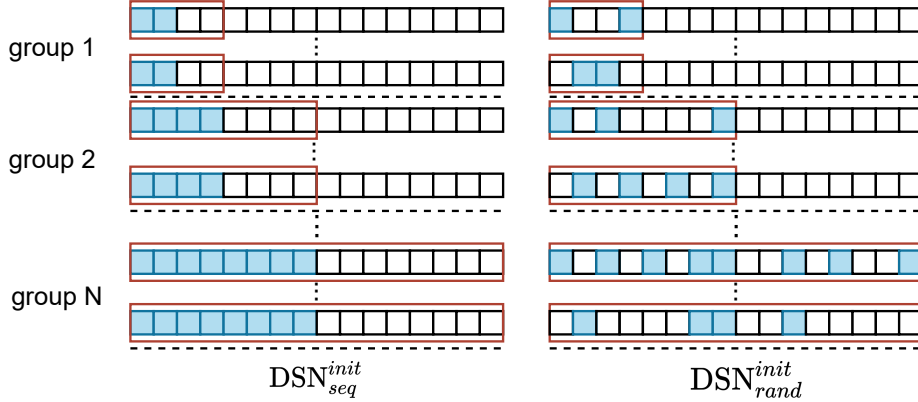 group 1
group 2
group N
DSN^{init}_{seq}
DSN^{init}_{rand}